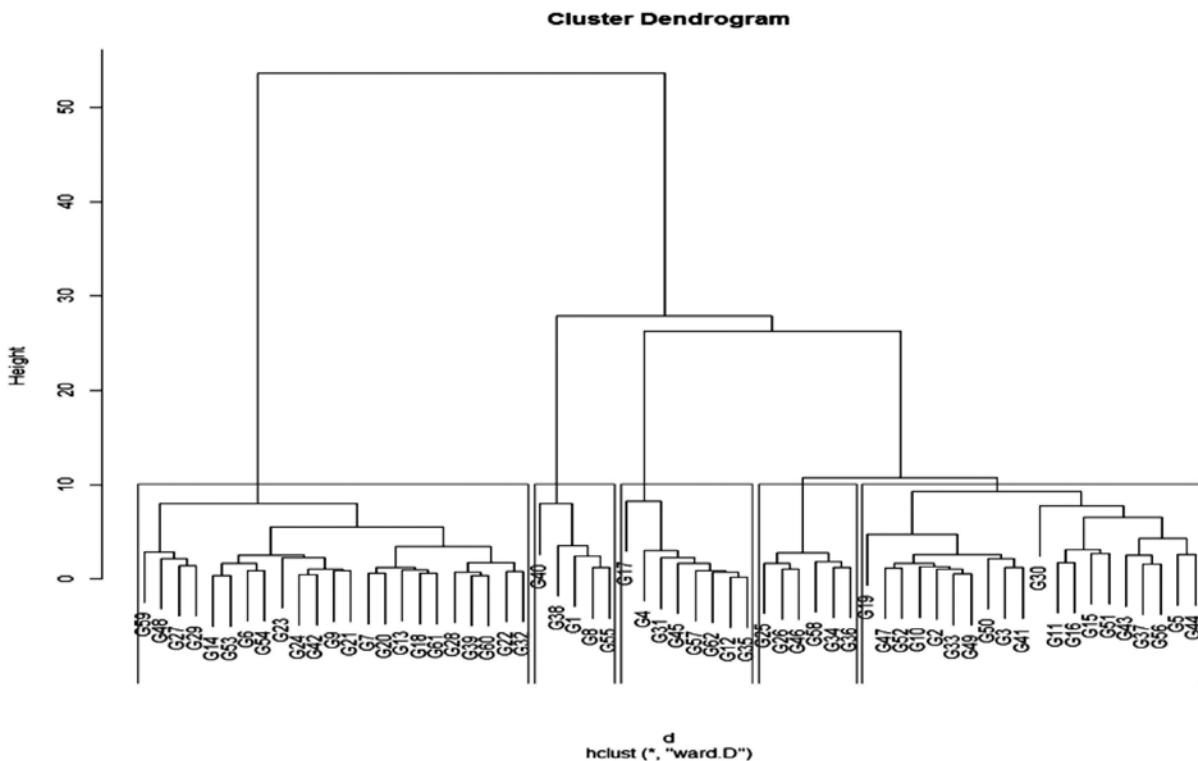 Cluster Dendrogram
Height
50
40
30
20
10
0
G59
G48
G27
G29
G14
G53
G6
G54
G23
G24
G42
G9
G21
G7
G20
G13
G18
G61
G28
G39
G60
G22
G32
G40
G38
G1
G8
G55
G17
G4
G31
G45
G57
G62
G12
G35
G25
G26
G46
G58
G34
G36
G19
G47
G52
G10
G2
G33
G49
G50
G3
G41
G30
G11
G16
G15
G51
G43
G37
G56
G5
G44
d
hclust (*, "ward.D")